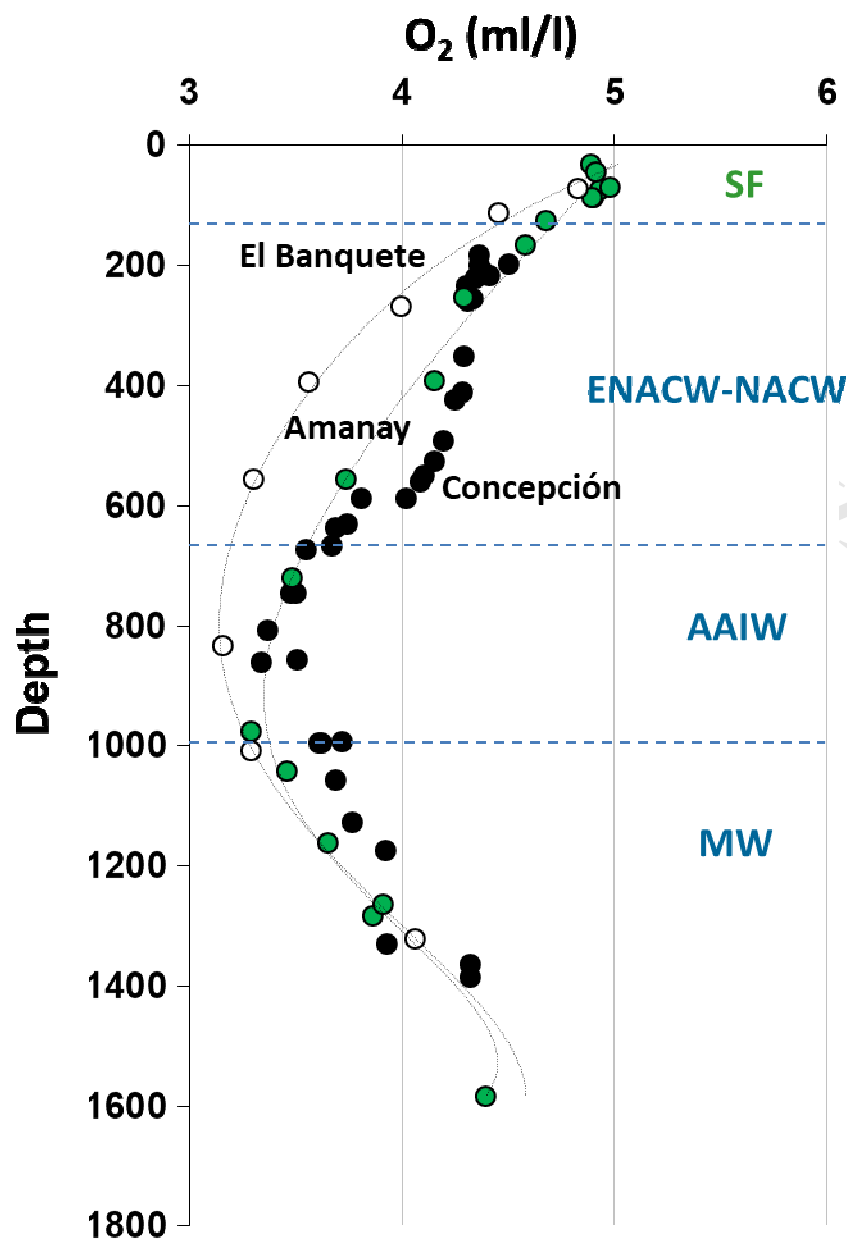 O2 (ml/l)
3 4 5 6
0
SF
200
El Banquete
400
ENACW-NACW
Amanay
Concepción
600
800
AAIW
Depth
1000
MW
1200
1400
1600
1800